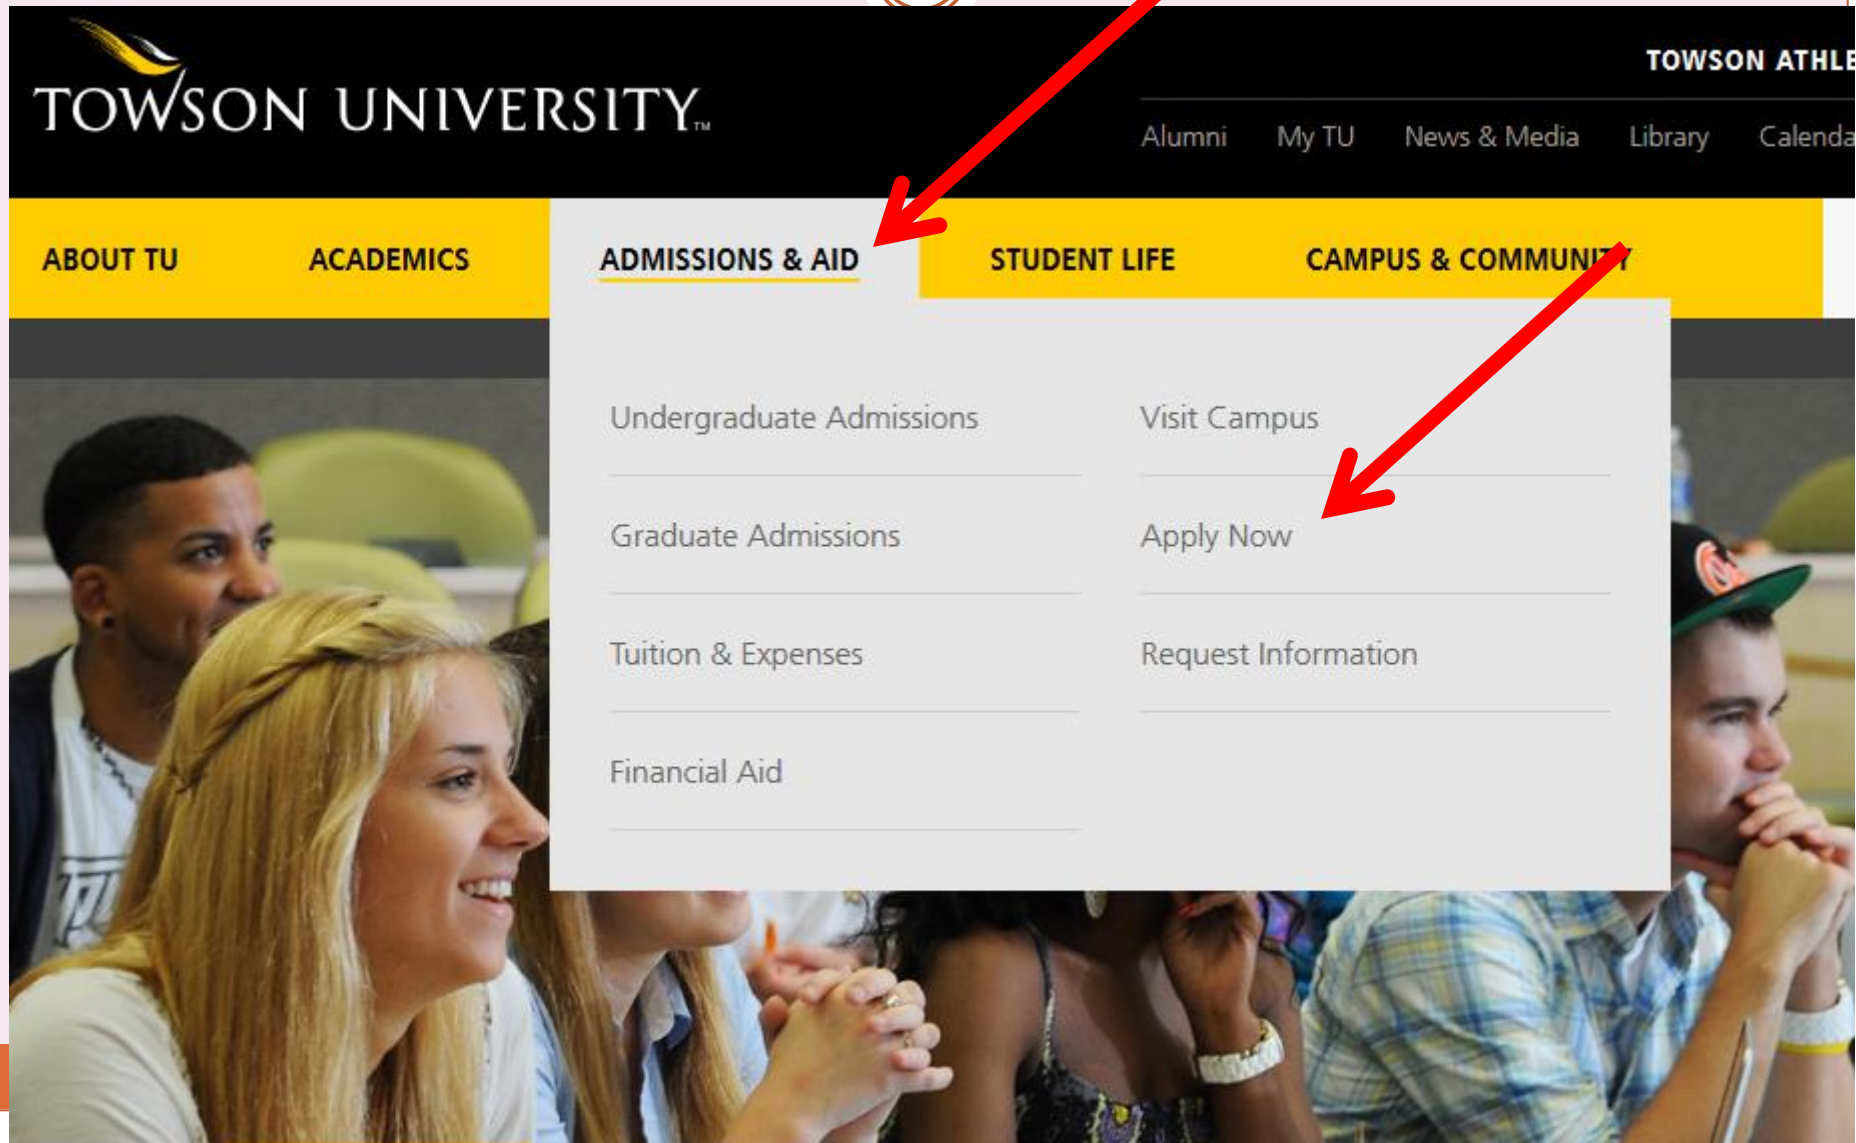 TOWSON UNIVERSITY™
TOWSON ATHLE
Alumni My TU News & Media Library Calenda
ABOUT TU ACADEMICS ADMISSIONS & AID STUDENT LIFE CAMPUS & COMMUNITY
Undergraduate Admissions Visit Campus
Graduate Admissions Apply Now
Tuition & Expenses Request Information
Financial Aid